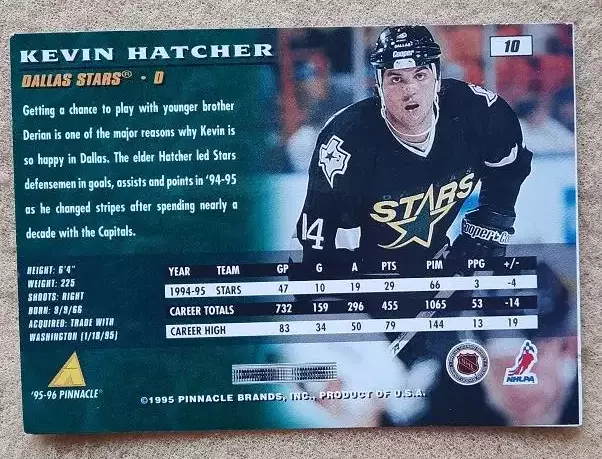 KEVIN HATCHER
10
DALLAS STARS® • D
Getting a chance to play with younger brother
Derian is one of the major reasons why Kevin is
so happy in Dallas. The elder Hatcher led Stars
defensemen in goals, assists and points in '94-95
as he changed stripes after spending nearly a
decade with the Capitals.
DALLAS
Cooper
STARS
14
Cooper
HEIGHT: 6'4"
WEIGHT: 225
SHOOTS: RIGHT
BORN: 9/9/66
ACQUIRED: TRADE WITH
WASHINGTON (1/18/95)
YEAR TEAM GP G A PTS PIM PPG +/-
1994-95 STARS 47 10 19 29 66 3 -4
CAREER TOTALS 732 159 296 455 1065 53 -14
CAREER HIGH 83 34 50 79 144 13 19
'95-96 PINNACLE®
NHL
NHLPA
©1995 PINNACLE BRANDS, INC., PRODUCT OF U.S.A.